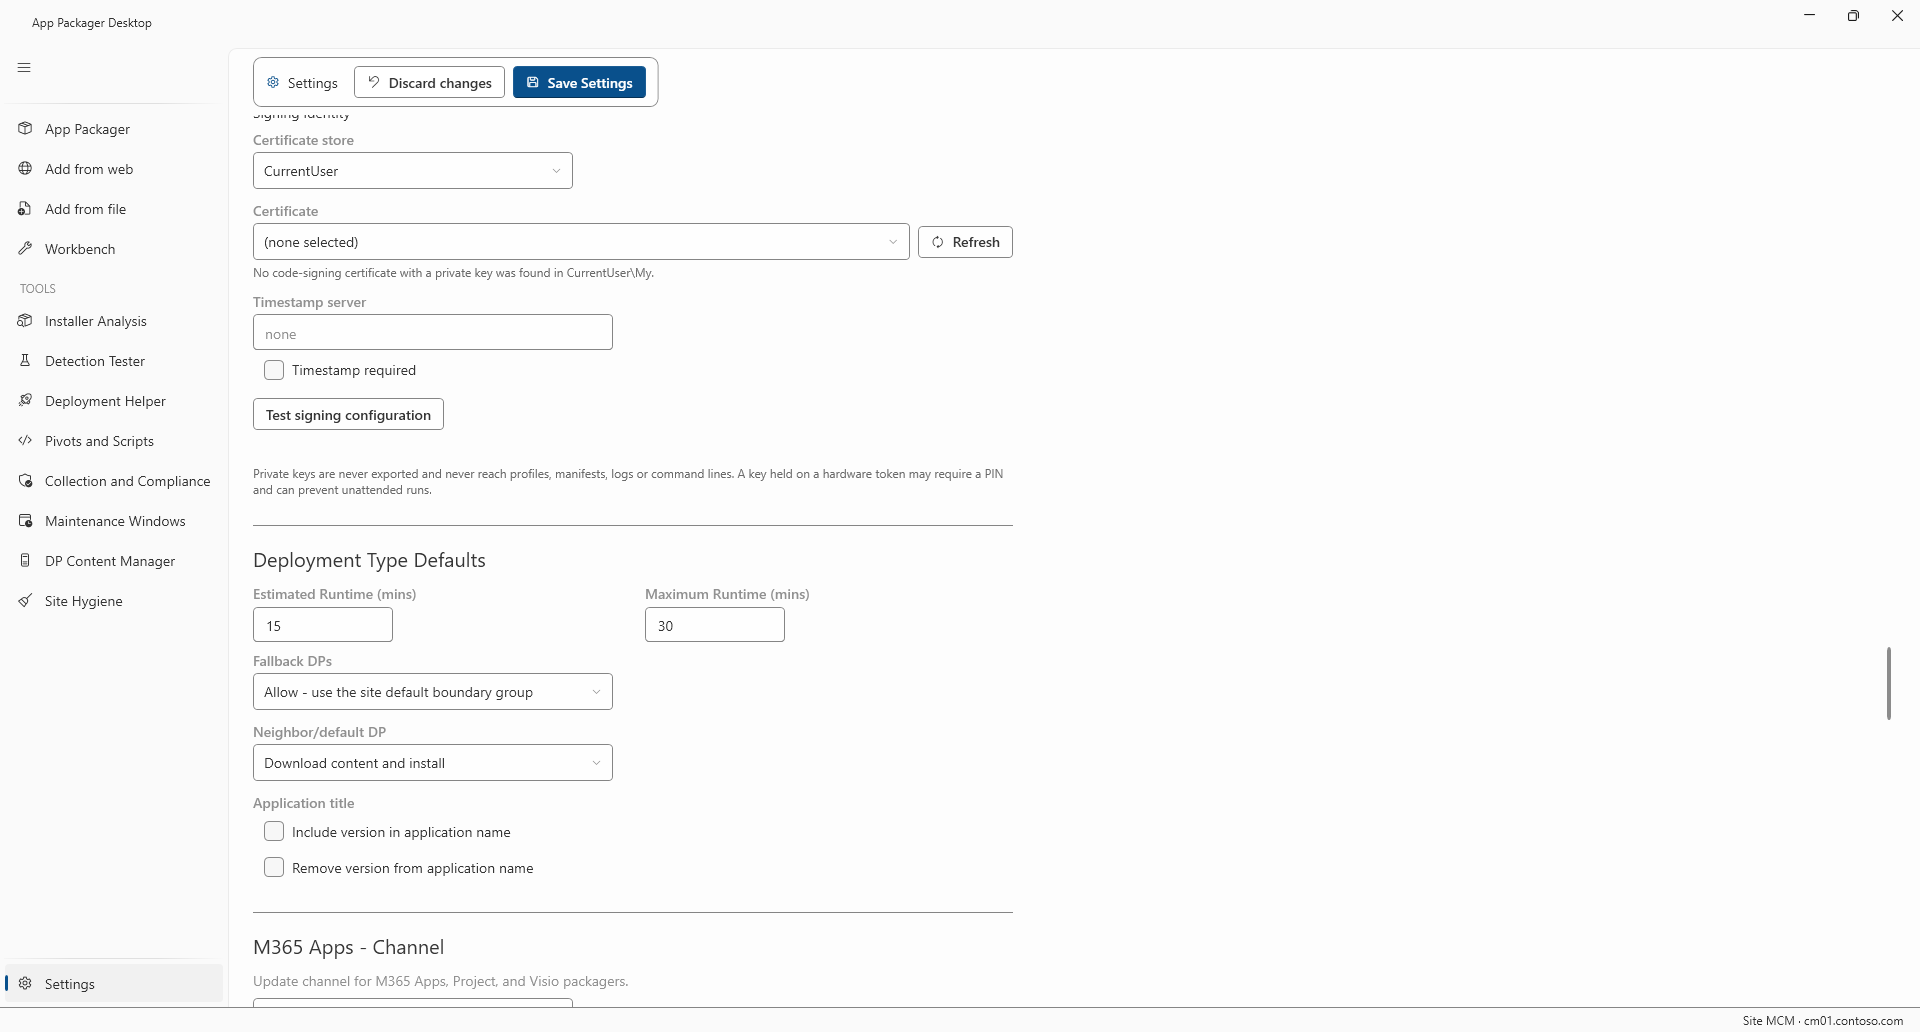 App Packager Desktop
Settings
Discard changes
Save Settings
App Packager
Add from web
Add from file
Workbench
TOOLS
Installer Analysis
Detection Tester
Deployment Helper
Pivots and Scripts
Collection and Compliance
Maintenance Windows
DP Content Manager
Site Hygiene
Settings
Signing identity
Certificate store
CurrentUser
Certificate
(none selected)
Refresh
No code-signing certificate with a private key was found in CurrentUser\My.
Timestamp server
none
Timestamp required
Test signing configuration
Private keys are never exported and never reach profiles, manifests, logs or command lines. A key held on a hardware token may require a PIN
and can prevent unattended runs.
Deployment Type Defaults
Estimated Runtime (mins)
Maximum Runtime (mins)
15
30
Fallback DPs
Allow - use the site default boundary group
Neighbor/default DP
Download content and install
Application title
Include version in application name
Remove version from application name
M365 Apps - Channel
Update channel for M365 Apps, Project, and Visio packagers.
Site MCM · cm01.contoso.com